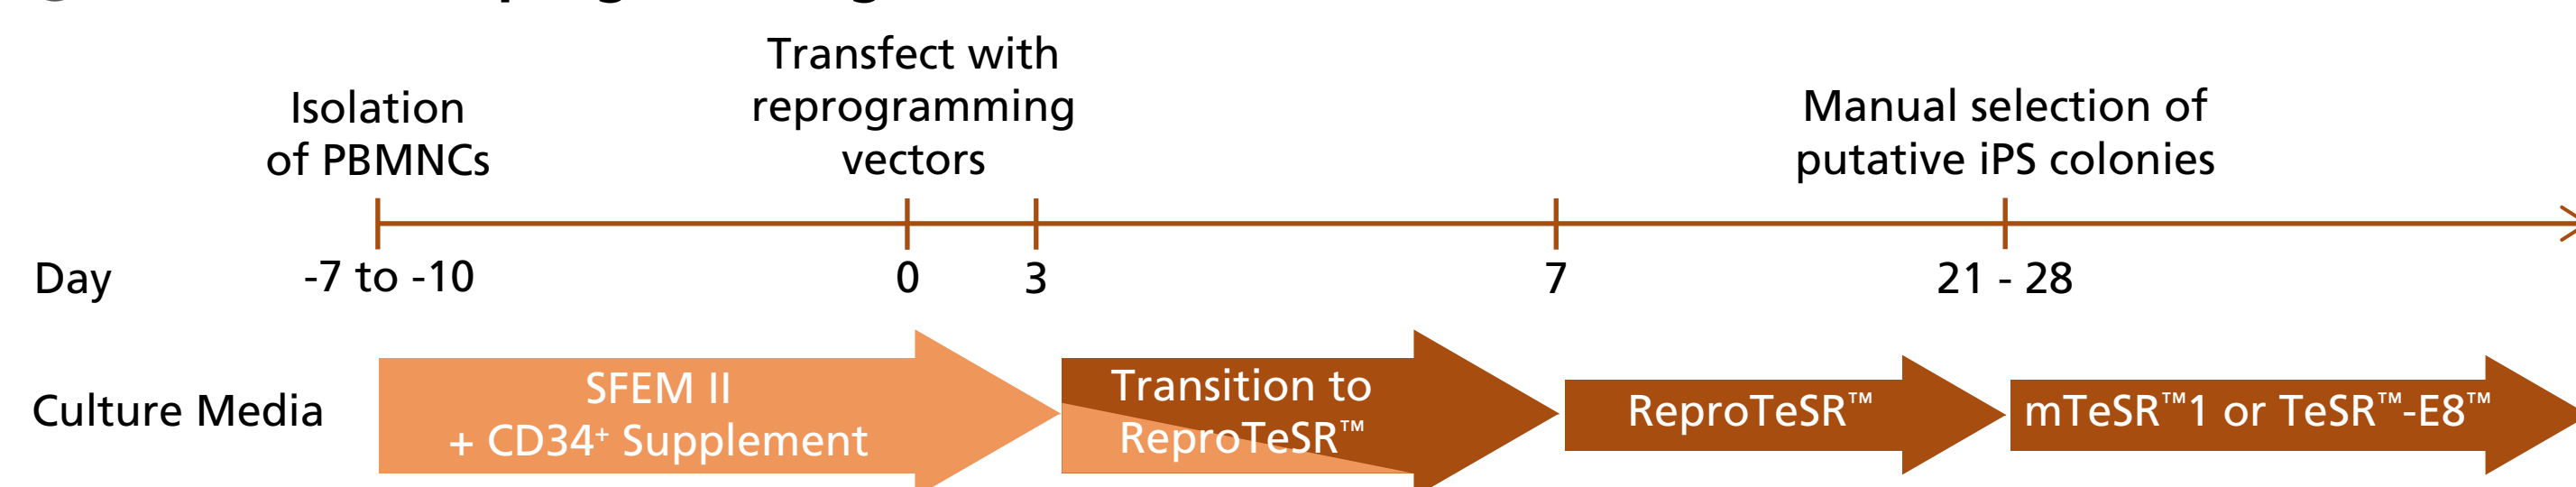 Isolation
of PBMNCs
Transfect with
reprogramming
vectors
Manual selection of
putative iPS colonies
Day
-7 to -10
0
3
7
21 - 28
Culture Media
SFEM II
+ CD34⁺ Supplement
Transition to
ReproTeSR™
ReproTeSR™
mTeSR™1 or TeSR™-E8™